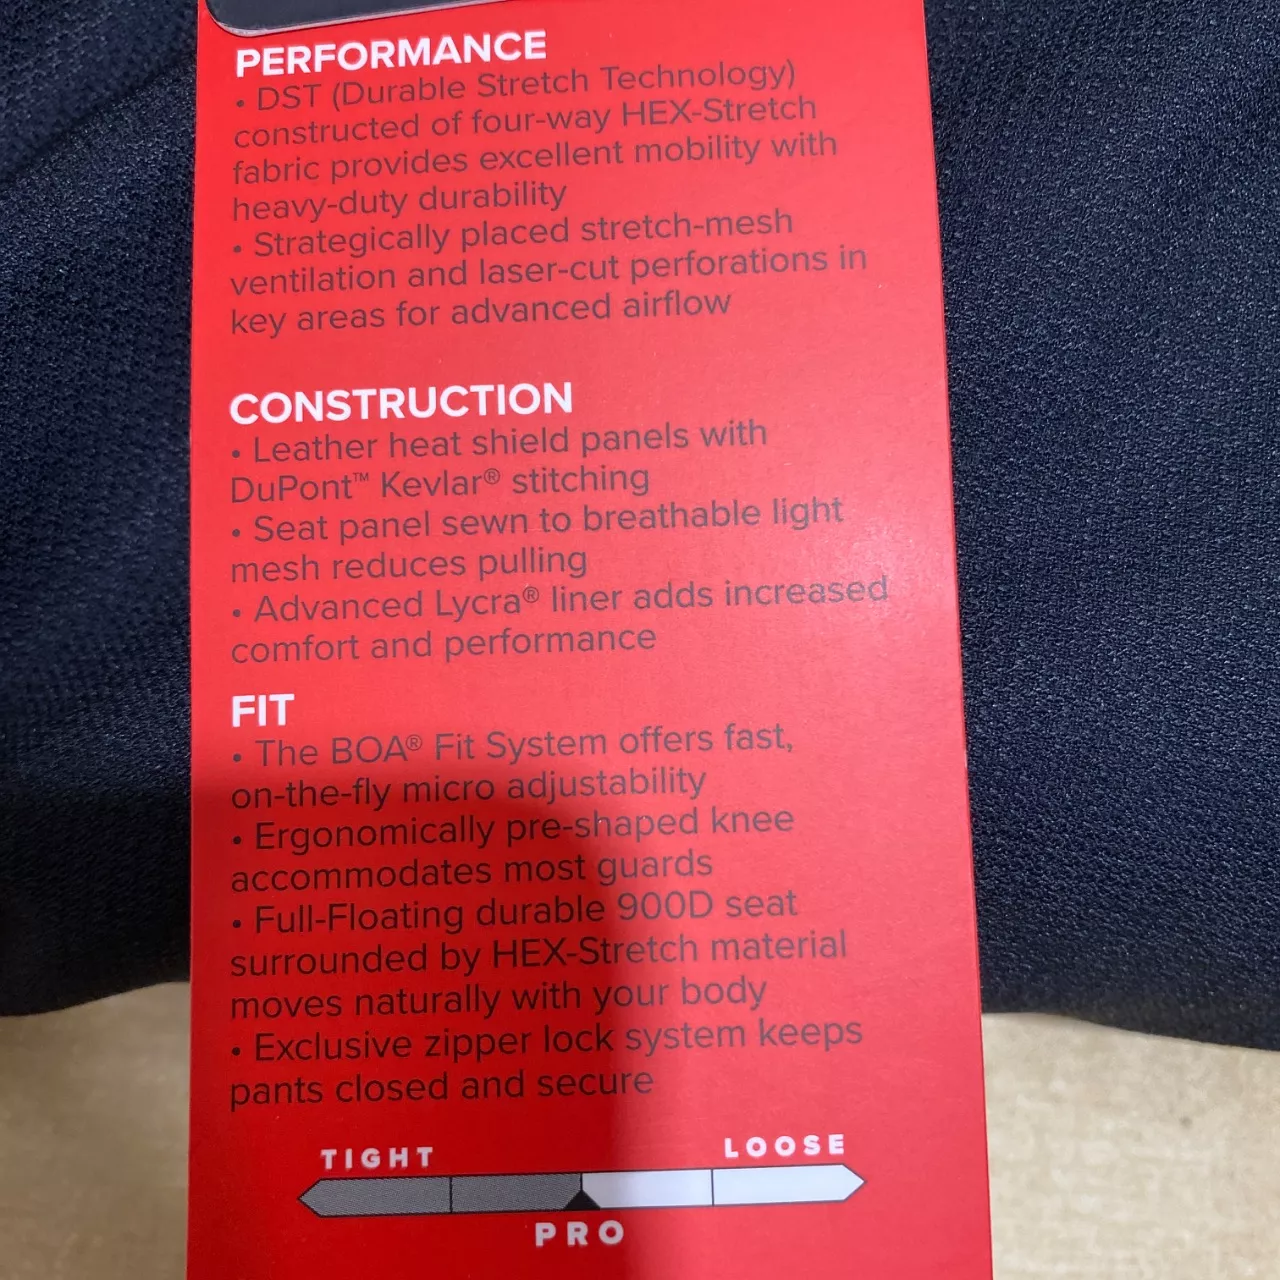 PERFORMANCE
• DST (Durable Stretch Technology)
constructed of four-way HEX-Stretch
fabric provides excellent mobility with
heavy-duty durability
• Strategically placed stretch-mesh
ventilation and laser-cut perforations in
key areas for advanced airflow
CONSTRUCTION
• Leather heat shield panels with
DuPont™ Kevlar® stitching
• Seat panel sewn to breathable light
mesh reduces pulling
• Advanced Lycra® liner adds increased
comfort and performance
FIT
• The BOA® Fit System offers fast,
on-the-fly micro adjustability
• Ergonomically pre-shaped knee
accommodates most guards
• Full-Floating durable 900D seat
surrounded by HEX-Stretch material
moves naturally with your body
• Exclusive zipper lock system keeps
pants closed and secure
TIGHT LOOSE
PRO